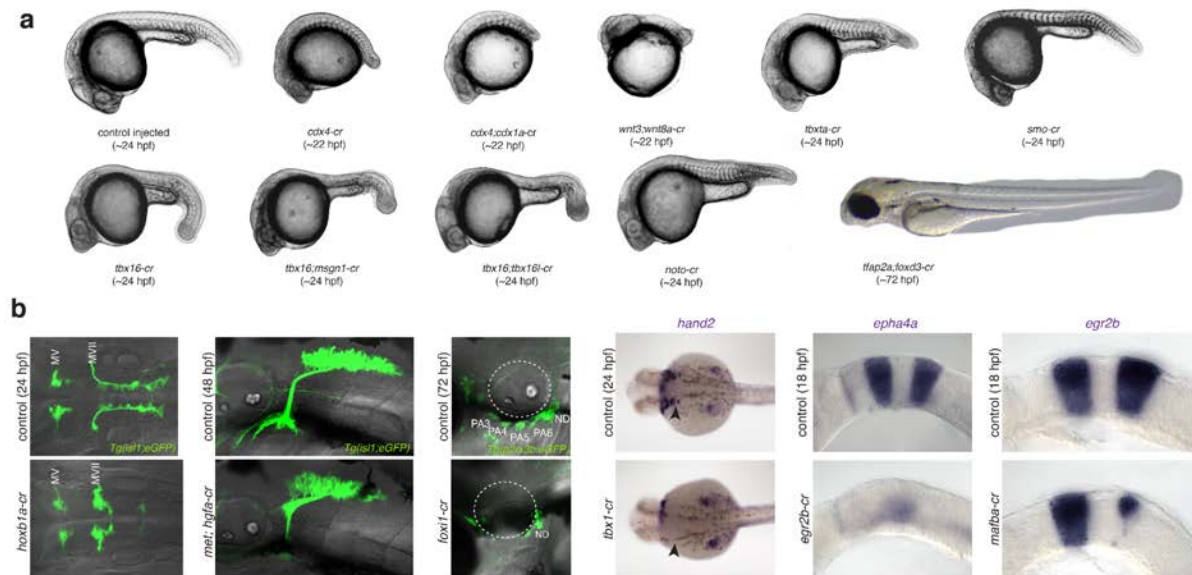 a
control injected
(~24 hpf)
cdx4-cr
(~22 hpf)
cdx4;cdx1a-cr
(~22 hpf)
wnt3;wnt8a-cr
(~22 hpf)
tbxta-cr
(~24 hpf)
smo-cr
(~24 hpf)
tbx16-cr
(~24 hpf)
tbx16;msgn1-cr
(~24 hpf)
tbx16;tbx16l-cr
(~24 hpf)
noto-cr
(~24 hpf)
tfap2a;foxd3-cr
(~72 hpf)
b
control (24 hpf)
MV
MVII
Tg(isl1;eGFP)
control (48 hpf)
Tg(isl1;eGFP)
control (72 hpf)
PA3
PA4
PA5
PA6
ND
hand2
control (24 hpf)
epha4a
control (18 hpf)
egr2b
control (18 hpf)
hoxb1a-cr
MV
MVII
met; hgfa-cr
foxi1-cr
ND
tbx1-cr
egr2b-cr
mafba-cr